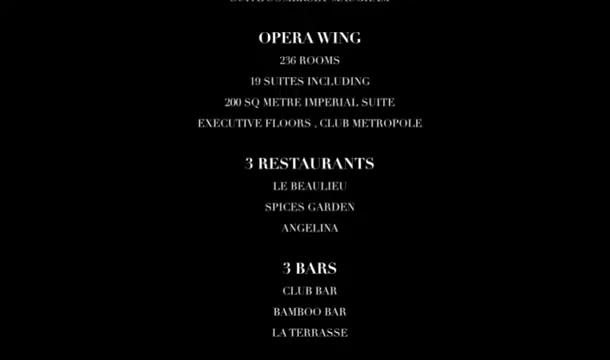 OPERA WING
236 ROOMS
19 SUITES INCLUDING
200 SQ METRE IMPERIAL SUITE
EXECUTIVE FLOORS , CLUB METROPOLE
3 RESTAURANTS
LE BEAULIEU
SPICES GARDEN
ANGELINA
3 BARS
CLUB BAR
BAMBOO BAR
LA TERRASSE